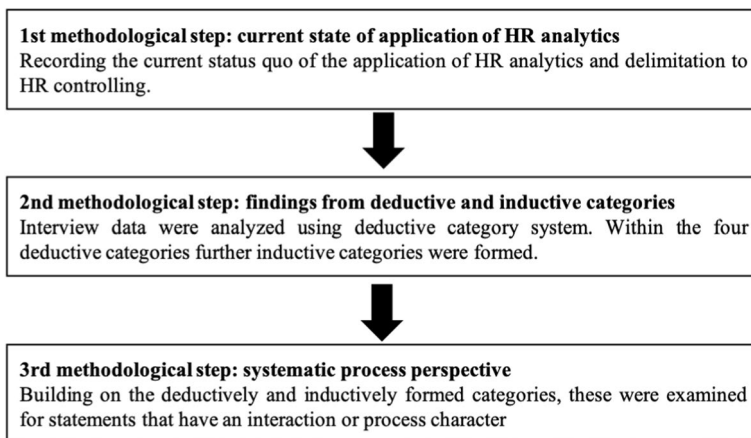 1st methodological step: current state of application of HR analytics
Recording the current status quo of the application of HR analytics and delimitation to
HR controlling.
2nd methodological step: findings from deductive and inductive categories
Interview data were analyzed using deductive category system. Within the four
deductive categories further inductive categories were formed.
3rd methodological step: systematic process perspective
Building on the deductively and inductively formed categories, these were examined
for statements that have an interaction or process character